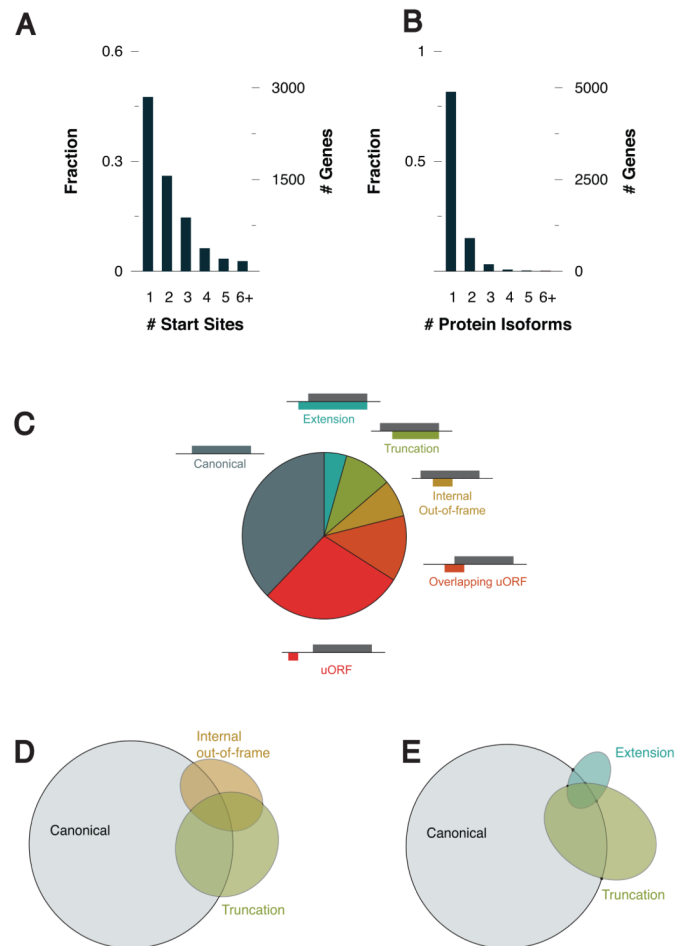 A
0.6
0.3
0
Fraction
3000
1500
# Genes
1 2 3 4 5 6+
# Start Sites
B
1
0.5
0
Fraction
5000
2500
0
# Genes
1 2 3 4 5 6+
# Protein Isoforms
C
Extension
Truncation
Canonical
Internal
Out-of-frame
Overlapping uORF
uORF
D
Internal
out-of-frame
Canonical
Truncation
E
Extension
Canonical
Truncation